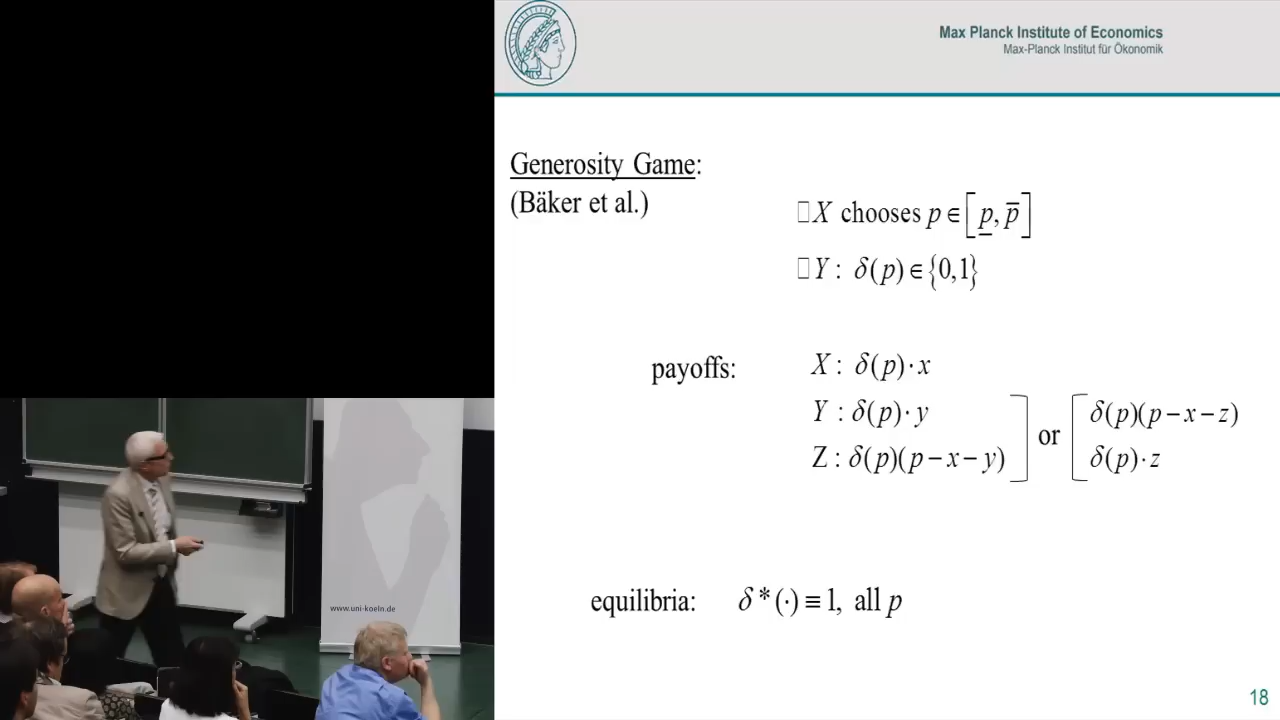 Max Planck Institute of Economics
Max-Planck Institut für Ökonomik
Generosity Game:
(Bäker et al.)
□X chooses p ∈ [p̲, p̅]
□Y : δ(p) ∈ {0,1}
payoffs:
X : δ(p)·x
Y : δ(p)·y
Z : δ(p)(p−x−y)
or
δ(p)(p−x−z)
δ(p)·z
equilibria: δ*(·) ≡ 1, all p
www.uni-koeln.de
18